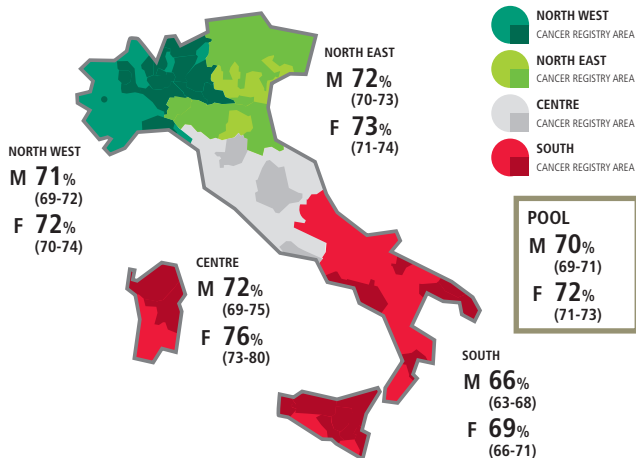 NORTH WEST
CANCER REGISTRY AREA
NORTH EAST
CANCER REGISTRY AREA
CENTRE
CANCER REGISTRY AREA
SOUTH
CANCER REGISTRY AREA
NORTH EAST
M 72%
(70-73)
F 73%
(71-74)
NORTH WEST
M 71%
(69-72)
F 72%
(70-74)
POOL
M 70%
(69-71)
F 72%
(71-73)
CENTRE
M 72%
(69-75)
F 76%
(73-80)
SOUTH
M 66%
(63-68)
F 69%
(66-71)